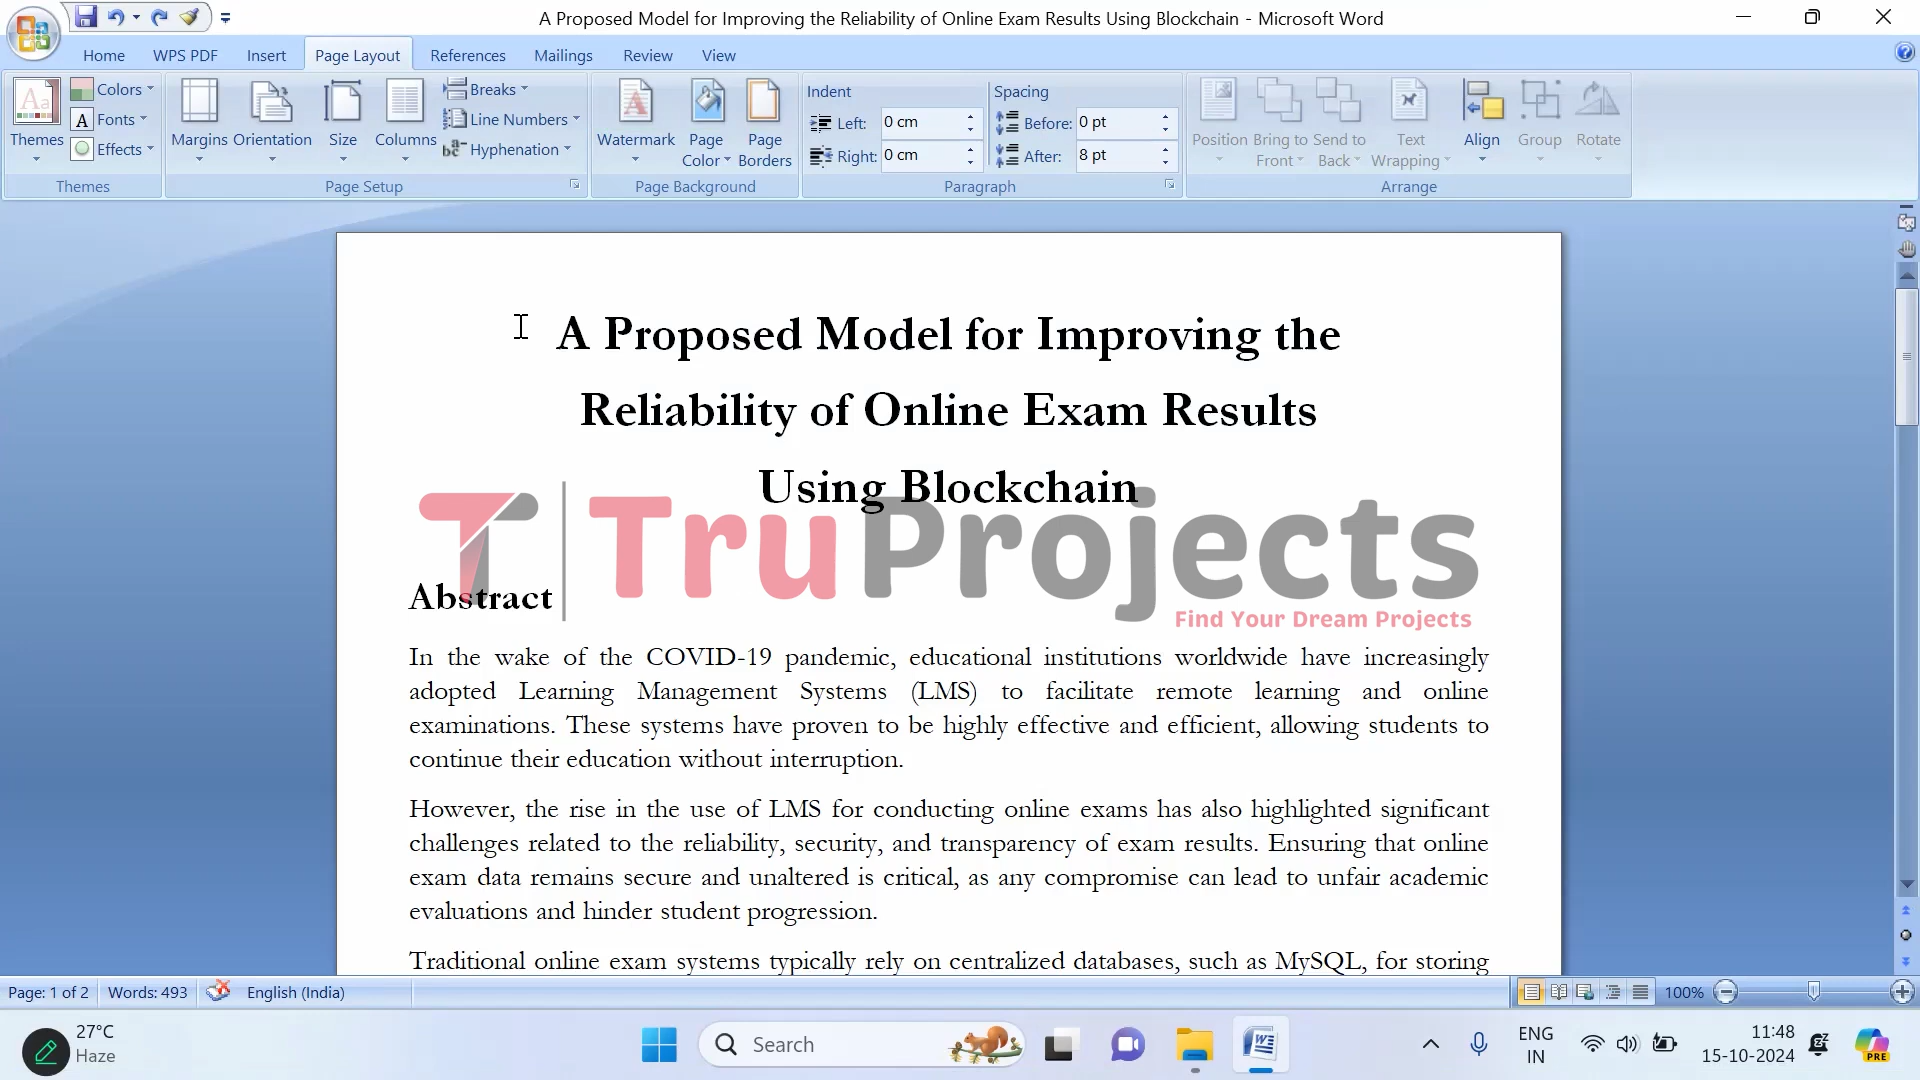 A Proposed Model for Improving the Reliability of Online Exam Results Using Blockchain - Microsoft Word
Home WPS PDF Insert Page Layout References Mailings Review View
Themes
Colors
Fonts
Effects
Themes
Margins Orientation Size Columns
Breaks
Line Numbers
Hyphenation
Page Setup
Watermark Page Color Page Borders
Page Background
Indent
Left: 0 cm
Right: 0 cm
Spacing
Before: 0 pt
After: 8 pt
Paragraph
Position Bring to Front Send to Back Text Wrapping Align Group Rotate
Arrange
A Proposed Model for Improving the
Reliability of Online Exam Results
Using Blockchain
TruProjects
Find Your Dream Projects
Abstract
In the wake of the COVID-19 pandemic, educational institutions worldwide have increasingly
adopted Learning Management Systems (LMS) to facilitate remote learning and online
examinations. These systems have proven to be highly effective and efficient, allowing students to
continue their education without interruption.
However, the rise in the use of LMS for conducting online exams has also highlighted significant
challenges related to the reliability, security, and transparency of exam results. Ensuring that online
exam data remains secure and unaltered is critical, as any compromise can lead to unfair academic
evaluations and hinder student progression.
Traditional online exam systems typically rely on centralized databases, such as MySQL, for storing
Page: 1 of 2 Words: 493 English (India) 100%
27°C
Haze
Search
ENG
IN
11:48
15-10-2024
PRE